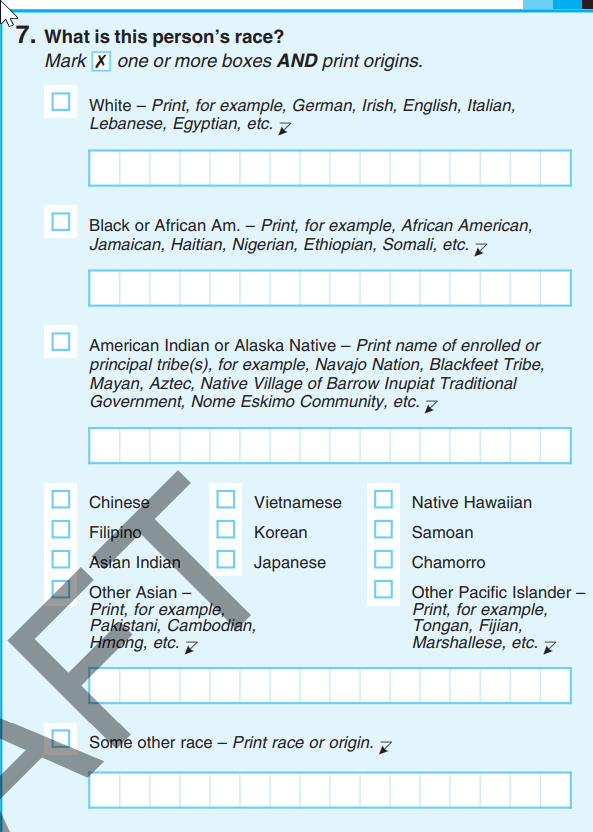 7. What is this person's race?
Mark ✗ one or more boxes AND print origins.
White – Print, for example, German, Irish, English, Italian,
Lebanese, Egyptian, etc.
Black or African Am. – Print, for example, African American,
Jamaican, Haitian, Nigerian, Ethiopian, Somali, etc.
American Indian or Alaska Native – Print name of enrolled or
principal tribe(s), for example, Navajo Nation, Blackfeet Tribe,
Mayan, Aztec, Native Village of Barrow Inupiat Traditional
Government, Nome Eskimo Community, etc.
Chinese
Filipino
Asian Indian
Other Asian –
Print, for example,
Pakistani, Cambodian,
Hmong, etc.
Vietnamese
Korean
Japanese
Native Hawaiian
Samoan
Chamorro
Other Pacific Islander –
Print, for example,
Tongan, Fijian,
Marshallese, etc.
Some other race – Print race or origin.
AFT